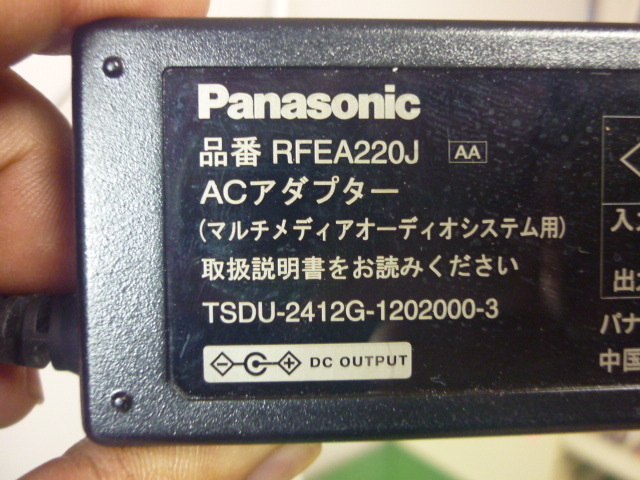 Panasonic
品番 RFEA220J AA
ACアダプター
(マルチメディアオーディオシステム用)
取扱説明書をお読みください
TSDU-2412G-1202000-3
DC OUTPUT
入
出
パナ
中国